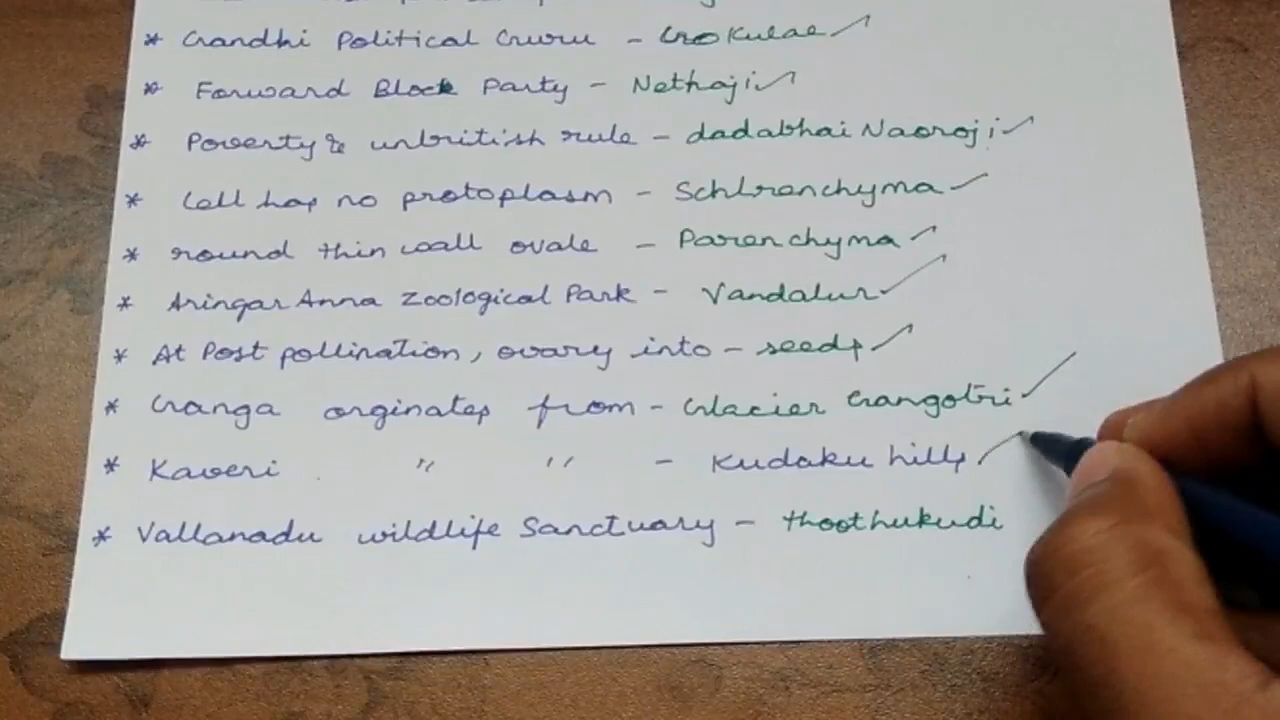 * Gandhi Political Guru - Gokulae
* Forward Block Party - Nethaji
* Poverty & unbritish rule - dadabhai Naoroji
* Cell has no protoplasm - Schlrenchyma
* round thin wall ovale - Parenchyma
* Aringar Anna Zoological Park - Vandalur
* At Post pollination, ovary into - seeds
* Ganga orginates from - Glacier Gangotri
* Kaveri " " - Kudaku hills
* Vallanadu wildlife Sanctuary - thoothukudi